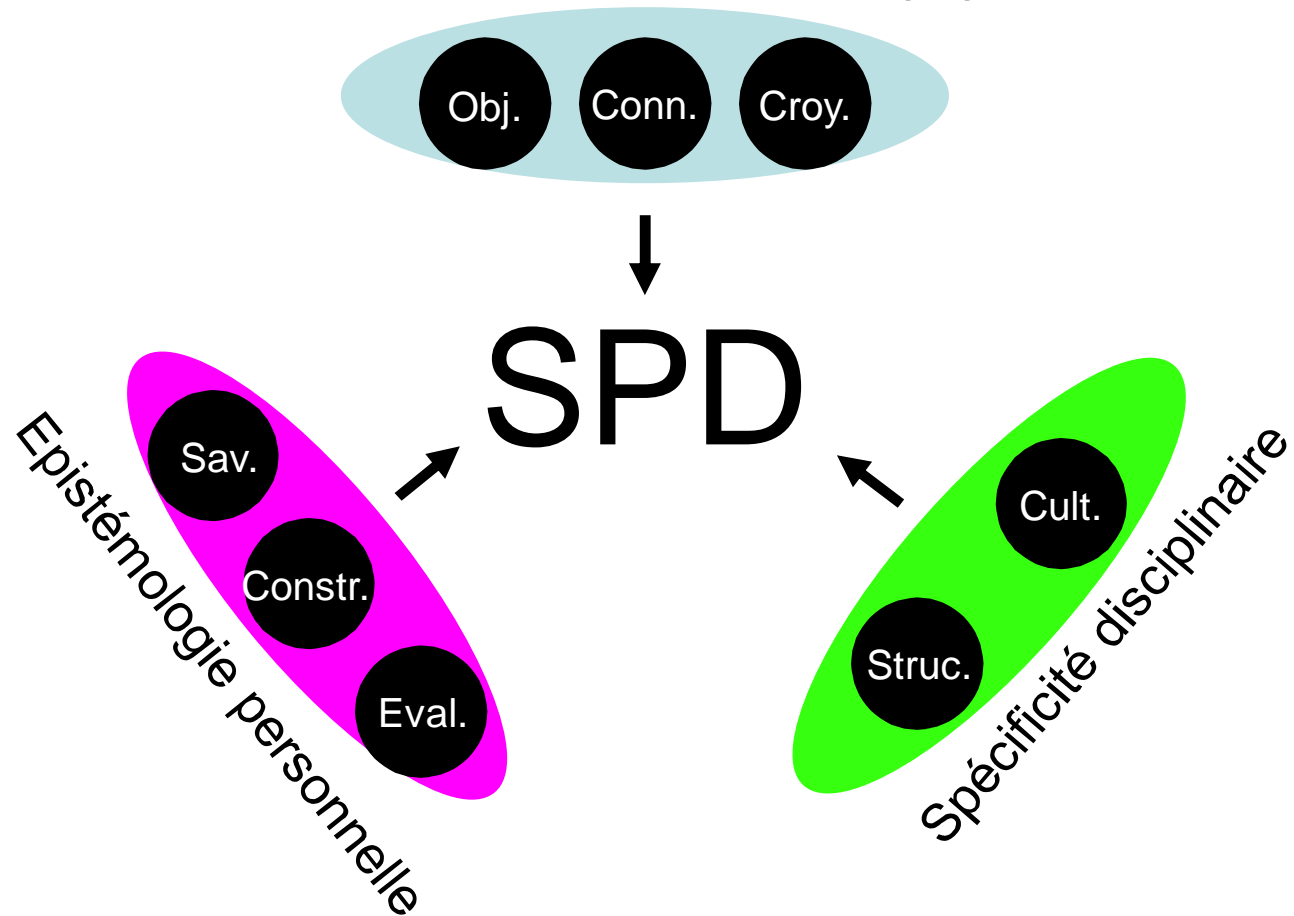 Obj.
Conn.
Croy.
SPD
Sav.
Constr.
Eval.
Epistémologie personnelle
Cult.
Struc.
Spécificité disciplinaire